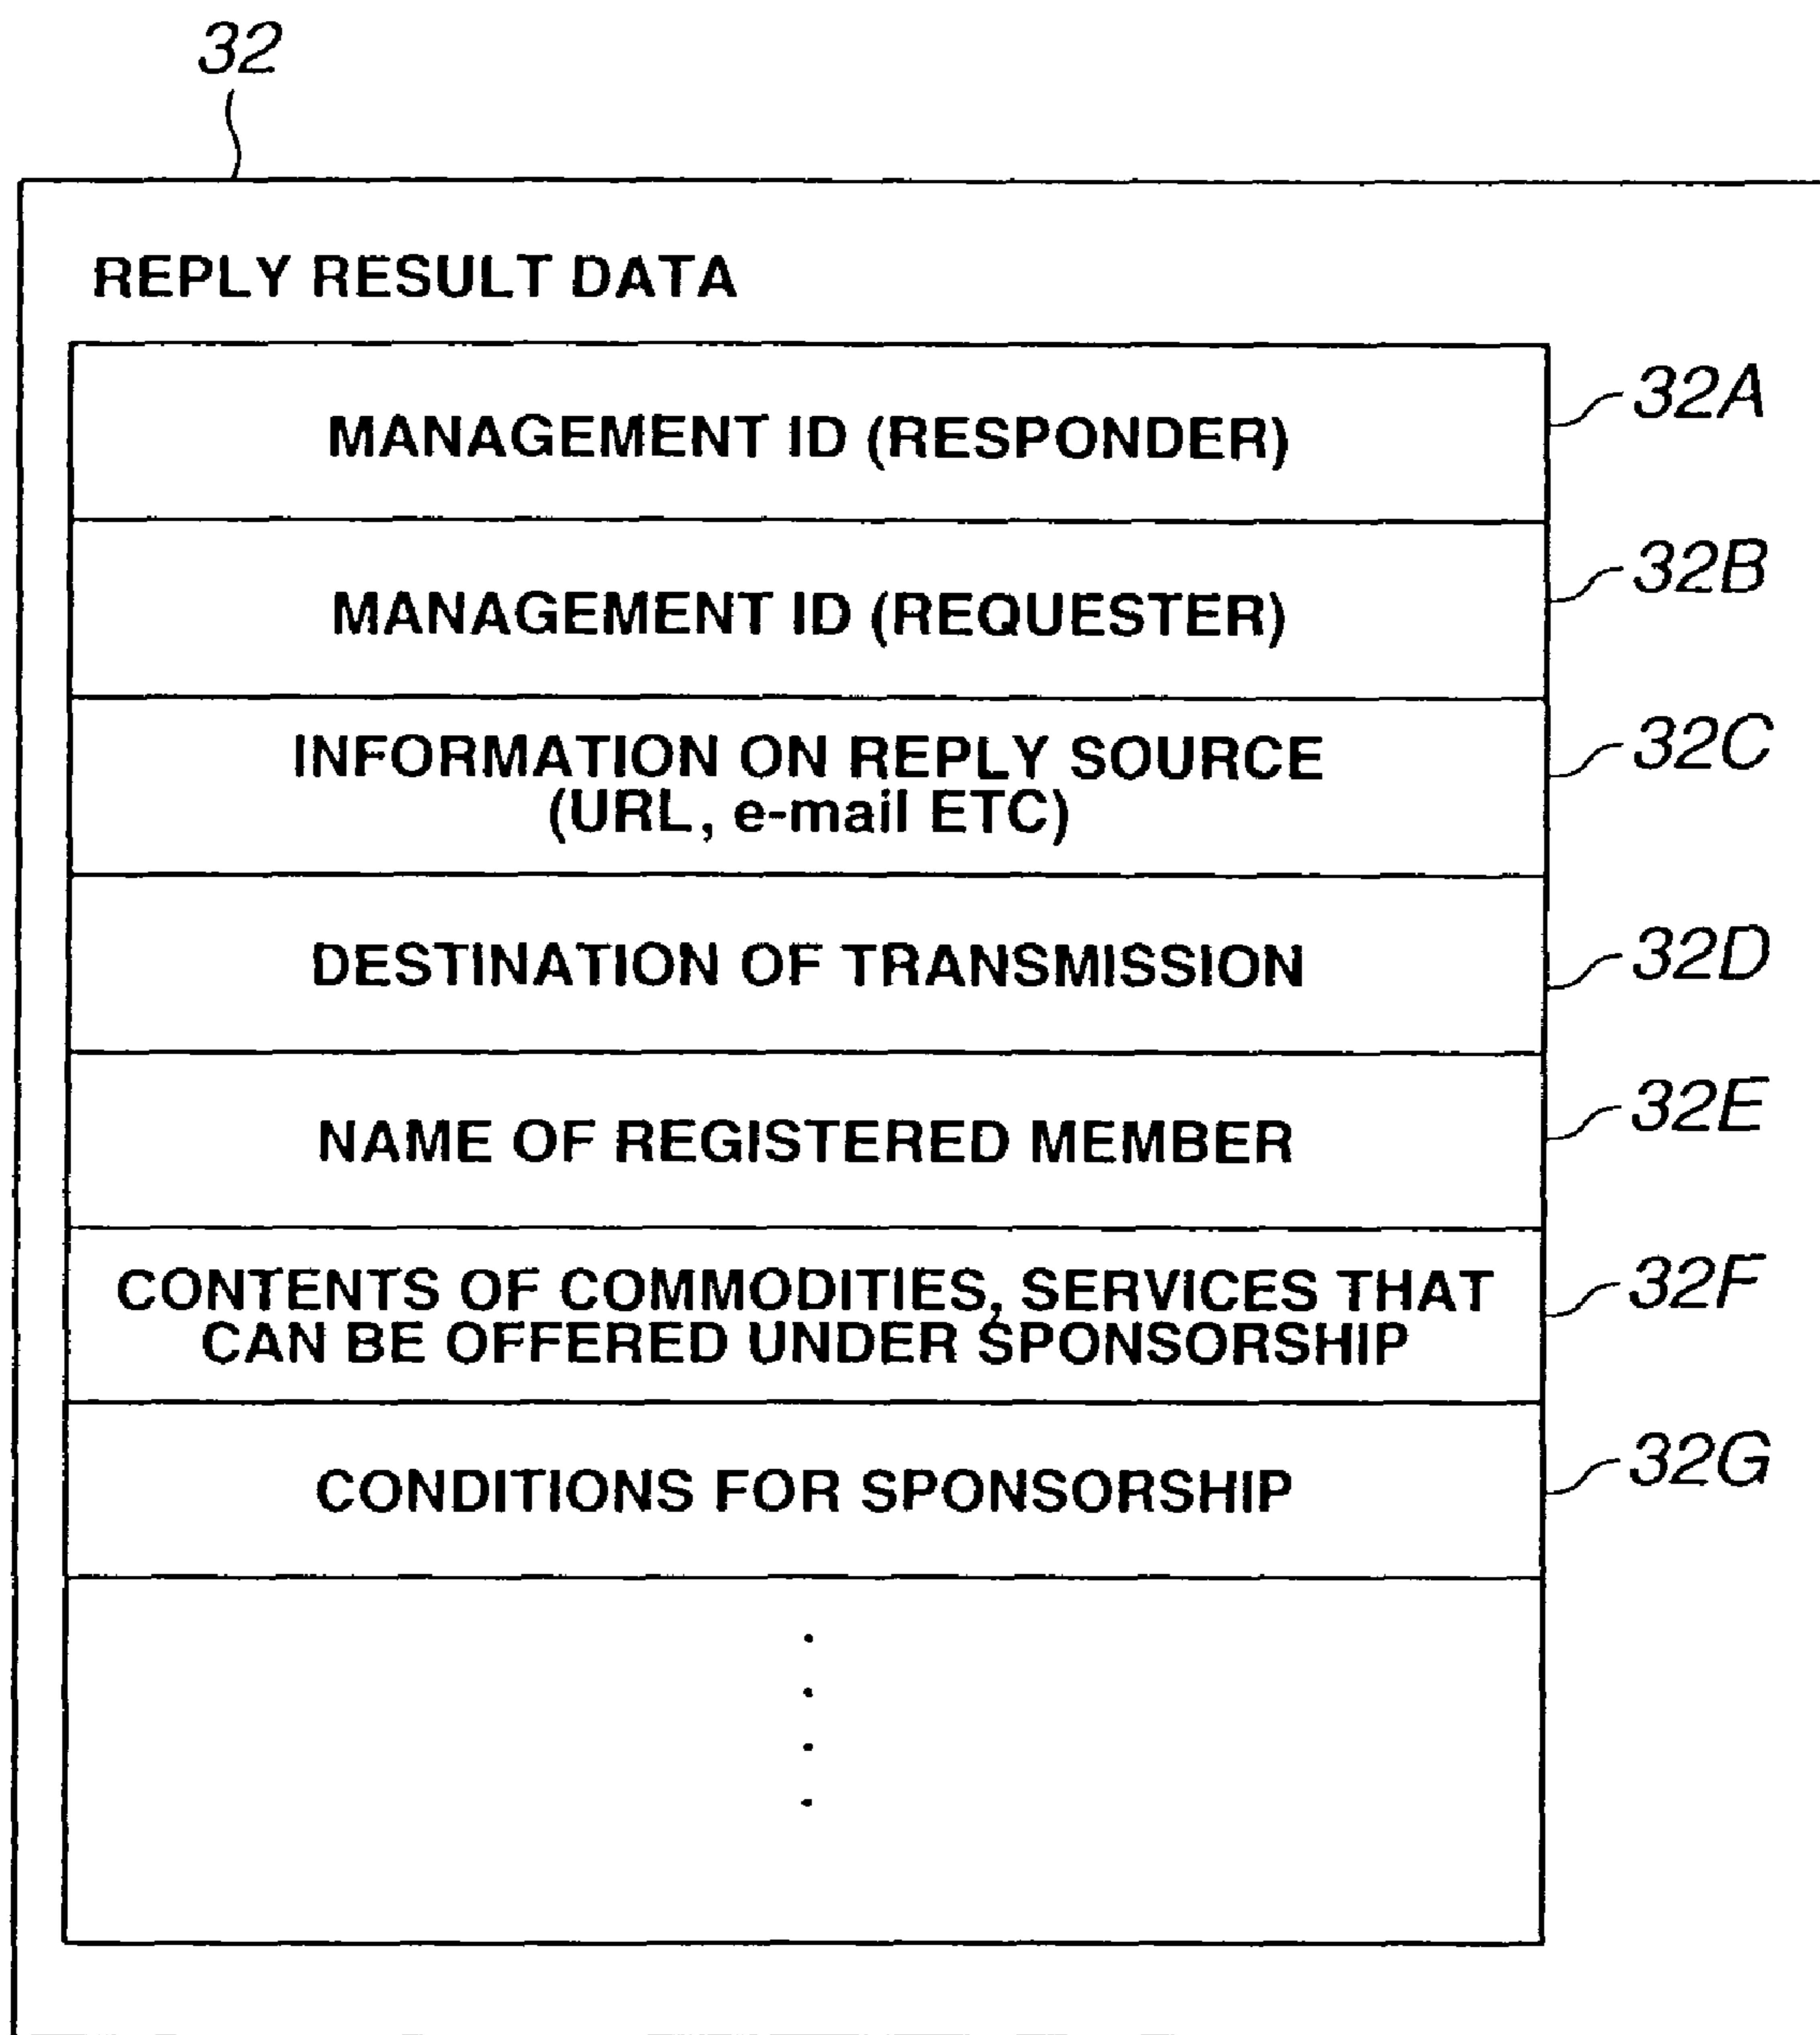 32
REPLY RESULT DATA
MANAGEMENT ID (RESPONDER)
32A
MANAGEMENT ID (REQUESTER)
32B
INFORMATION ON REPLY SOURCE
(URL, e-mail ETC)
32C
DESTINATION OF TRANSMISSION
32D
NAME OF REGISTERED MEMBER
32E
CONTENTS OF COMMODITIES, SERVICES THAT
CAN BE OFFERED UNDER SPONSORSHIP
32F
CONDITIONS FOR SPONSORSHIP
32G